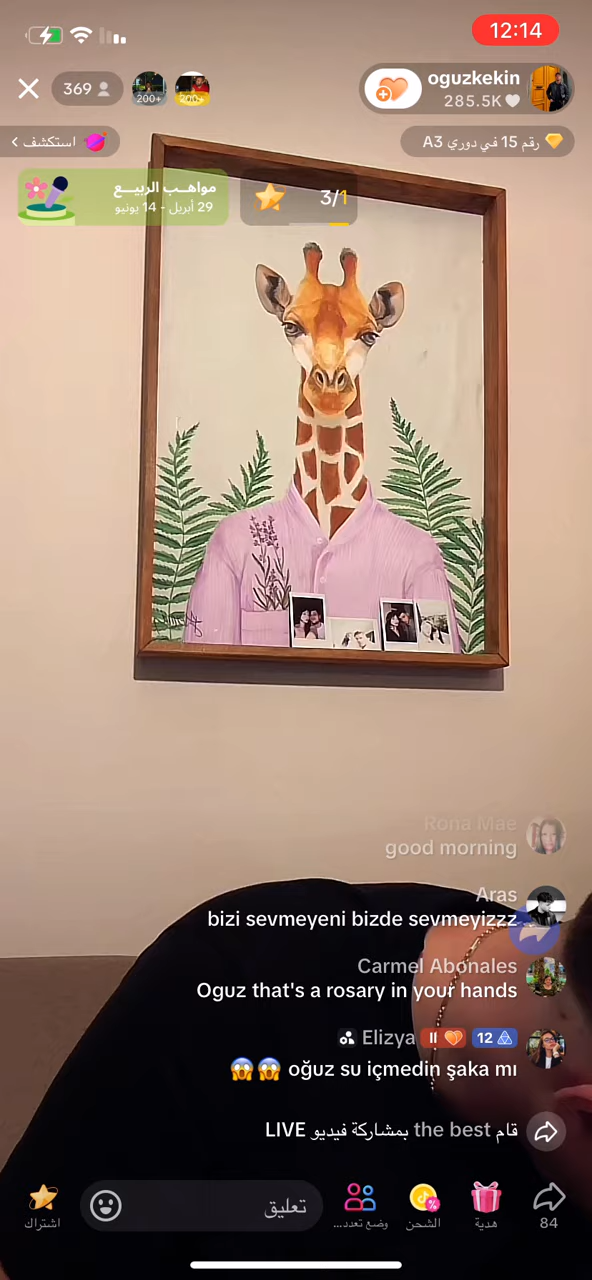 12:14
369
200+
200+
oguzkekin
285.5K
استكشف
رقم 15 في دوري A3
مواهب الربيع
29 أبريل - 14 يونيو
3/1
Rona Mae
good morning
Aras
bizi sevmeyeni bizde sevmeyizzz
Carmel Abonales
Oguz that's a rosary in your hands
Elizya II 12
oğuz su içmedin şaka mı
قام the best بمشاركة فيديو LIVE
اشتراك
تعليق
وضع تعدد...
الشحن
هدية
84